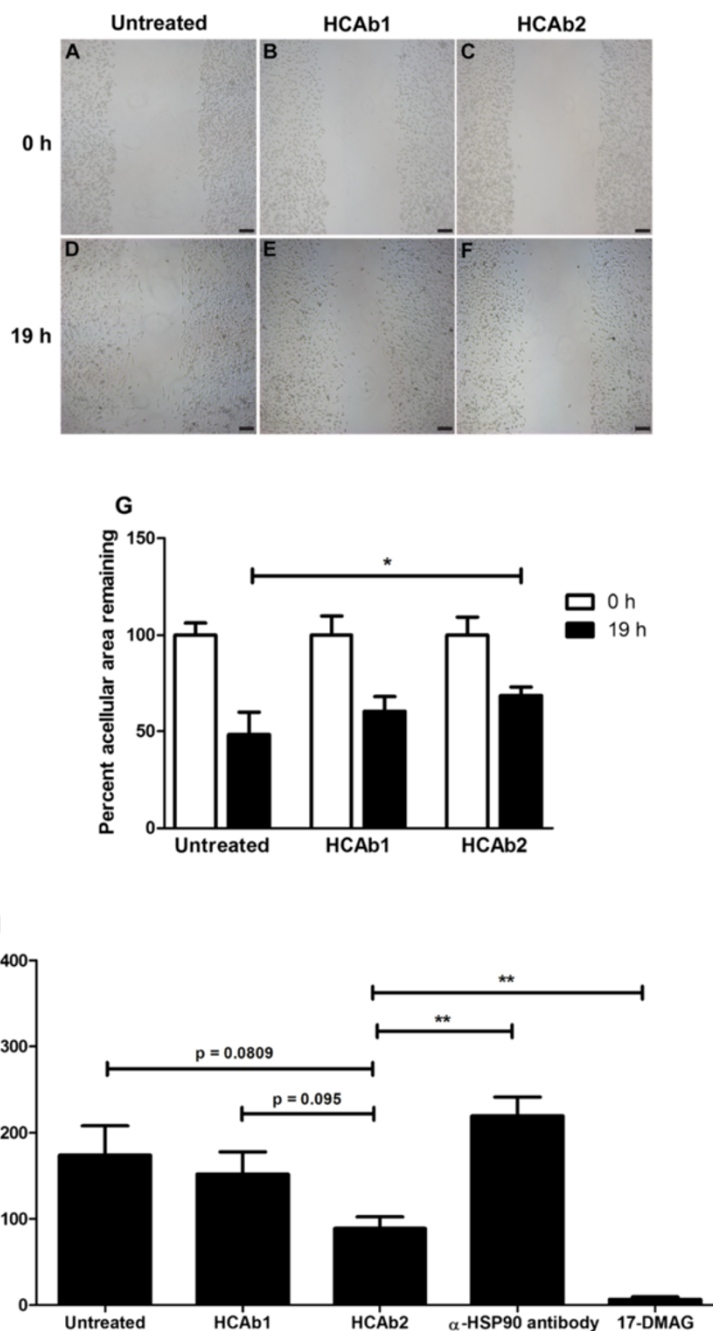 Untreated HCAb1 HCAb2
A B C
0 h
D E F
19 h
G
150
*
Percent acellular area remaining
0 h
100
19 h
50
0
Untreated HCAb1 HCAb2
400
**
300
**
p = 0.0809
p = 0.095
200
100
0
Untreated HCAb1 HCAb2 α-HSP90 antibody 17-DMAG